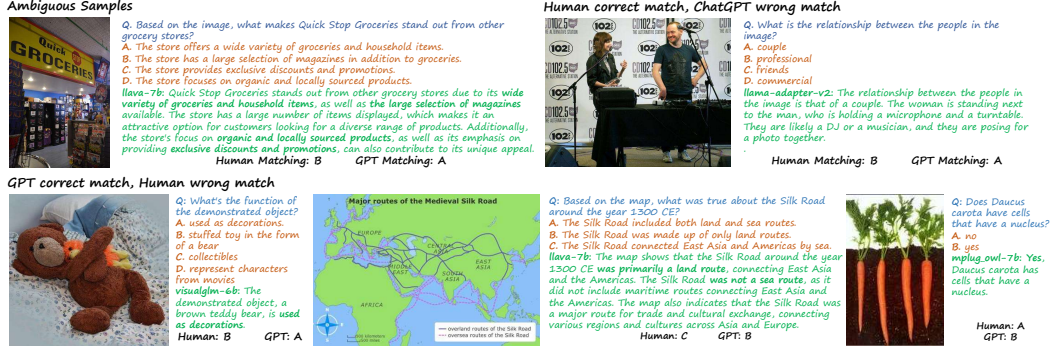 Ambiguous Samples
Quick
GROCERIES
Q. Based on the image, what makes Quick Stop Groceries stand out from other
grocery stores?
A. The store offers a wide variety of groceries and household items.
B. The store has a large selection of magazines in addition to groceries.
C. The store provides exclusive discounts and promotions.
D. The store focuses on organic and locally sourced products.
llava-7b: Quick Stop Groceries stands out from other grocery stores due to its wide
variety of groceries and household items, as well as the large selection of magazines
available. The store has a large number of items displayed, which makes it an
attractive option for customers looking for a diverse range of products. Additionally,
the store's focus on organic and locally sourced products, as well as its emphasis on
providing exclusive discounts and promotions, can also contribute to its unique appeal.
Human Matching: B GPT Matching: A
Human correct match, ChatGPT wrong match
Q. What is the relationship between the people in the
image?
A. couple
B. professional
C. friends
D. commercial
llama-adapter-v2: The relationship between the people in
the image is that of a couple. The woman is standing next
to the man, who is holding a microphone and a turntable.
They are likely a DJ or a musician, and they are posing for
a photo together.
.
Human Matching: B GPT Matching: A
GPT correct match, Human wrong match
Q: What's the function of
the demonstrated object?
A. used as decorations.
B. stuffed toy in the form
of a bear
C. collectibles
D. represent characters
from movies
visualglm-6b: The
demonstrated object, a
brown teddy bear, is used
as decorations.
Human: B GPT: A
Major routes of the Medieval Silk Road
EUROPE
CENTRAL
ASIA
MIDDLE
EAST
EAST
ASIA
SOUTH
ASIA
AFRICA
overland routes of the Silk Road
oversea routes of the Silk Road
Q: Based on the map, what was true about the Silk Road
around the year 1300 CE?
A. The Silk Road included both land and sea routes.
B. The Silk Road was made up of only land routes.
C. The Silk Road connected East Asia and Americas by sea.
llava-7b: The map shows that the Silk Road around the year
1300 CE was primarily a land route, connecting East Asia
and the Americas. The Silk Road was not a sea route, as it
did not include maritime routes connecting East Asia and
the Americas. The map also indicates that the Silk Road was
a major route for trade and cultural exchange, connecting
various regions and cultures across Asia and Europe.
Human: C GPT: B
Q: Does Daucus
carota have cells
that have a nucleus?
A. no
B. yes
mplug_owl-7b: Yes,
Daucus carota has
cells that have a
nucleus.
Human: A
GPT: B